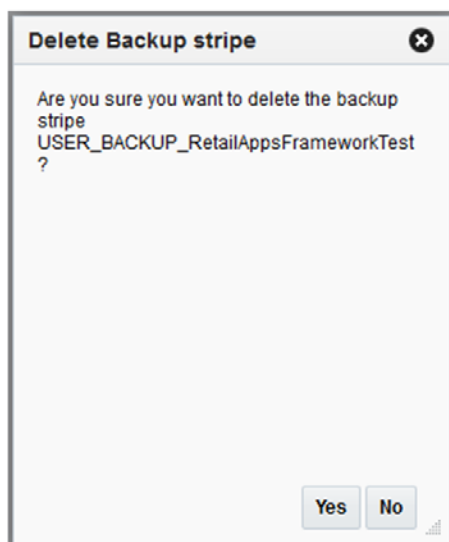 Delete Backup stripe
Are you sure you want to delete the backup
stripe
USER_BACKUP_RetailAppsFrameworkTest
?
Yes No